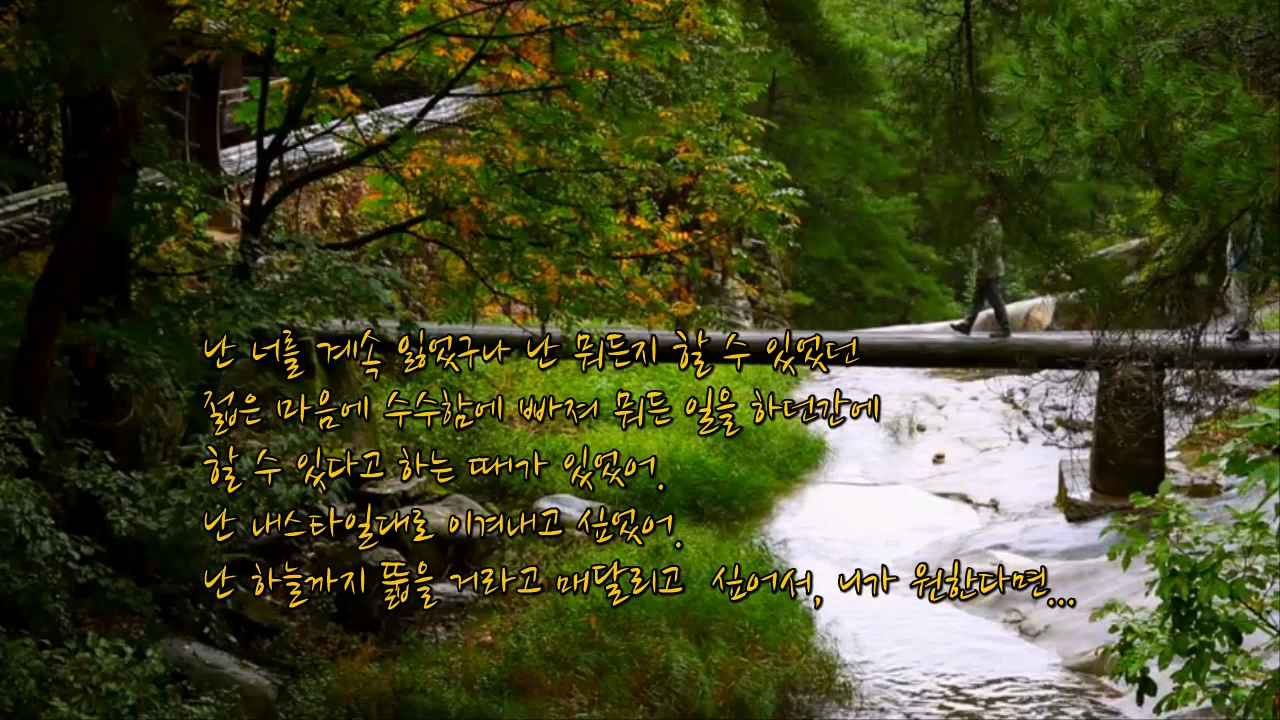 난 너를 계속 잃었구나 난 뭐든지 할 수 있었던
젊은 마음에 수수함에 빠져 뭐든 일을 하던간에
할 수 있다고 하는 때가 있었어.
난 내스타일대로 이겨내고 싶었어.
난 하늘까지 뚫을 거라고 매달리고 싶어서, 니가 원한다면...